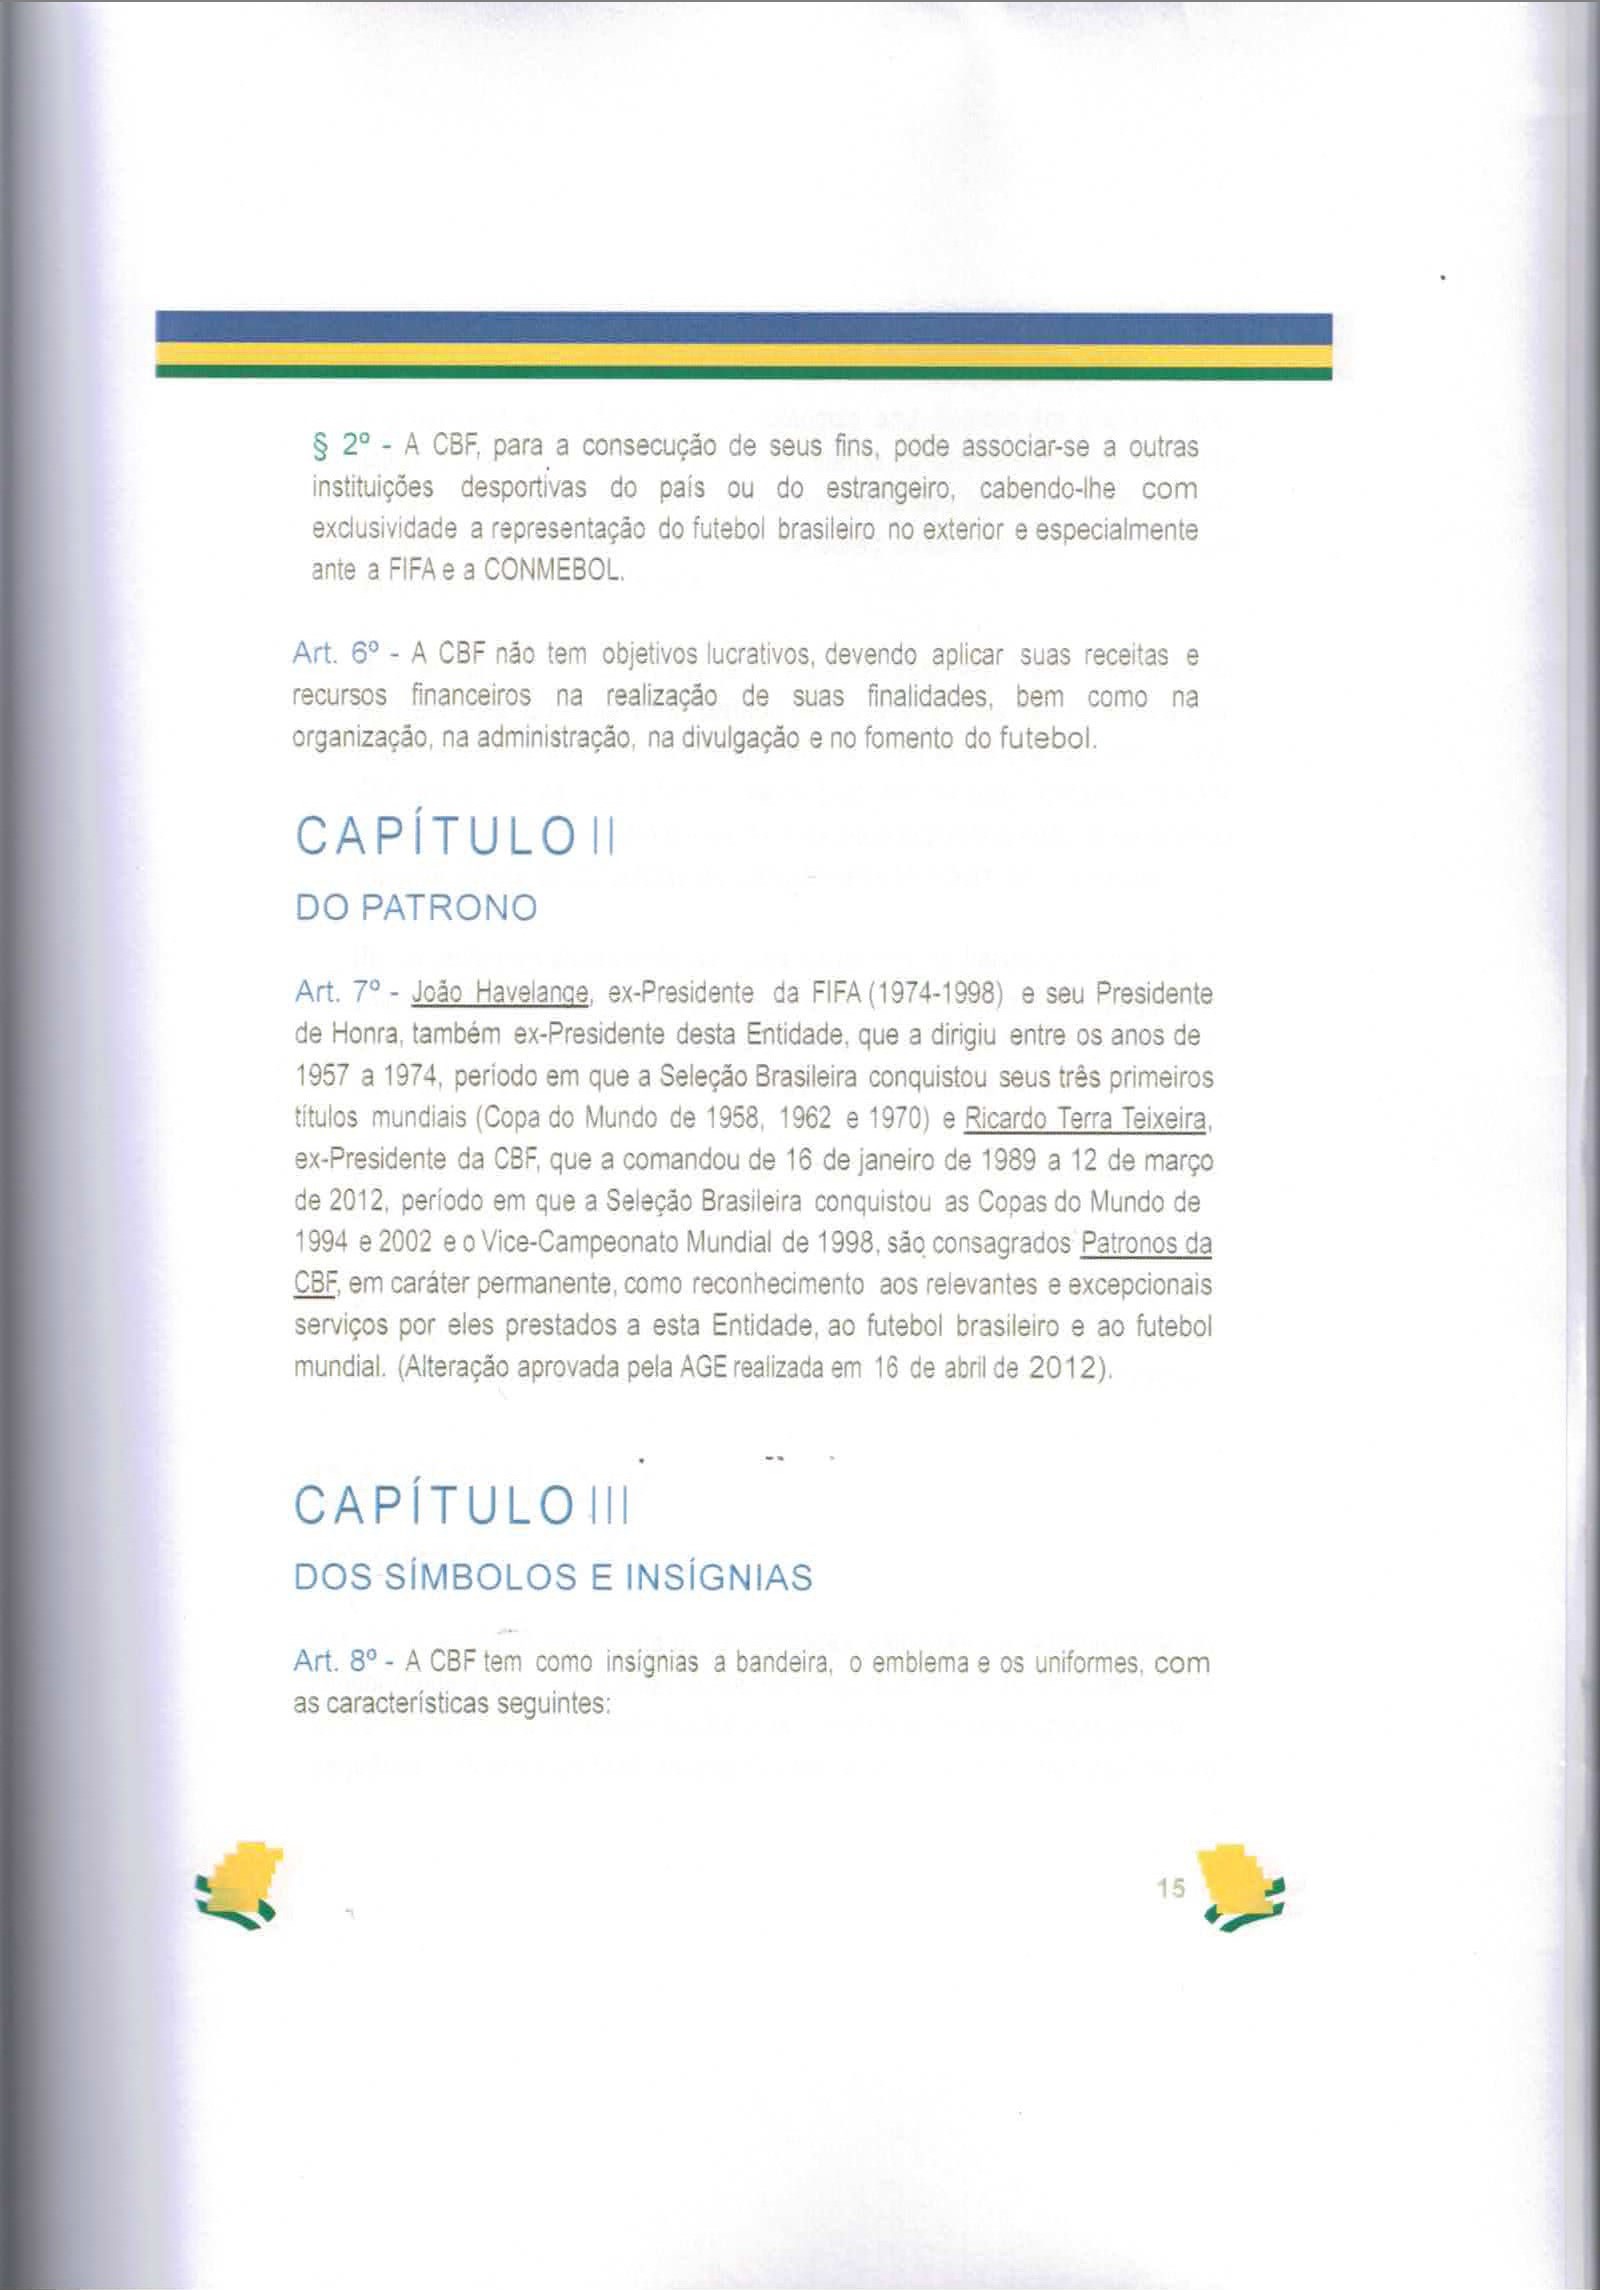 § 2º - A CBF, para a consecução de seus fins, pode associar-se a outras
instituições desportivas do país ou do estrangeiro, cabendo-lhe com
exclusividade a representação do futebol brasileiro no exterior e especialmente
ante a FIFA e a CONMEBOL.
Art. 6º - A CBF não tem objetivos lucrativos, devendo aplicar suas receitas e
recursos financeiros na realização de suas finalidades, bem como na
organização, na administração, na divulgação e no fomento do futebol.
CAPÍTULO II
DO PATRONO
Art. 7º - João Havelange, ex-Presidente da FIFA (1974-1998) e seu Presidente
de Honra, também ex-Presidente desta Entidade, que a dirigiu entre os anos de
1957 a 1974, período em que a Seleção Brasileira conquistou seus três primeiros
títulos mundiais (Copa do Mundo de 1958, 1962 e 1970) e Ricardo Terra Teixeira,
ex-Presidente da CBF, que a comandou de 16 de janeiro de 1989 a 12 de março
de 2012, período em que a Seleção Brasileira conquistou as Copas do Mundo de
1994 e 2002 e o Vice-Campeonato Mundial de 1998, são consagrados Patronos da
CBF, em caráter permanente, como reconhecimento aos relevantes e excepcionais
serviços por eles prestados a esta Entidade, ao futebol brasileiro e ao futebol
mundial. (Alteração aprovada pela AGE realizada em 16 de abril de 2012).
CAPÍTULO III
DOS SÍMBOLOS E INSÍGNIAS
Art. 8º - A CBF tem como insígnias a bandeira, o emblema e os uniformes, com
as características seguintes:
15